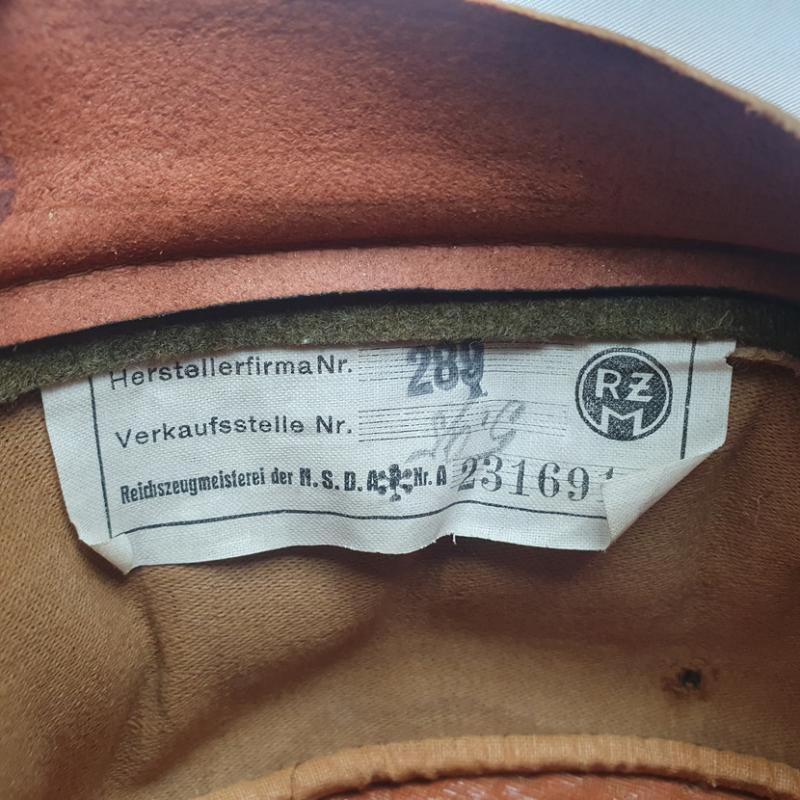 Herstellerfirma Nr. 289
RZM
Verkaufsstelle Nr.
Reichszeugmeisterei der N.S.D.A.P. Nr. A 231691